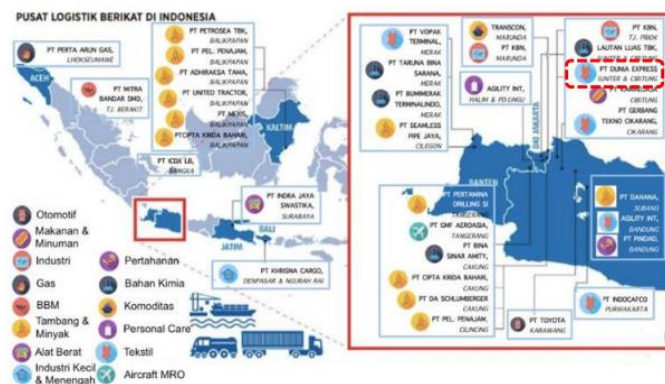 PUSAT LOGISTIK BERIKAT DI INDONESIA
PT PERTA ARUN GAS,
LHOKSEUMAWE
ACEH
PT MITRA
BANDAR SMD,
T.J. BERAKIT
PT PETROSEA TBK,
BALIKPAPAN
PT PEL. PENAJAM,
BALIKPAPAN
PT ADHIRAKSA TAMA,
BALIKPAPAN
PT UNITED TRACTOR,
BALIKPAPAN
BALIKPAPAN
PT CIPTA KRIDA BAHARI,
BALIKPAPAN
KALTIM
PT ICDX LB,
BANGKA
PT INDRA JAYA
SWASTIKA,
SURABAYA
BALI
JATIM
PT KHRISNA CARGO,
DENPASAR & NGURAH RAI
Otomotif
Makanan &
Minuman
Industri
Gas
BBM
Tambang &
Minyak
Alat Berat
Industri Kecil
& Menengah
Pertahanan
Bahan Kimia
Komoditas
Personal Care
Tekstil
Aircraft MRO
PT VOPAK
TERMINAL,
MERAK
PT TARUNA BINA
SARANA,
MERAK
PT BUMIMERAK
TERMINALINDO,
MERAK
PT SEAMLESS
PIPE JAYA,
CILEGON
TRANSCON,
MARUNDA
PT KBN,
MARUNDA
AGILITY INT,
HALIM & PD UNGU
PT KBN,
T.J. PRIOK
LAUTAN LUAS TBK,
PT DUNIA EXPRESS
SUNTER & CIBITUNG
CIBITUNG
PT GERBANG
TEKNO CIKARANG,
CIKARANG
DKI JAKARTA
BANTEN
PT PERTAMINA
DRILLING SI
TANGERANG
PT GMF AEROASIA,
TANGERANG
PT BINA
SINAR AMITY,
CAKUNG
PT CIPTA KRIDA BAHARI,
CAKUNG
PT DA SCHLUMBERGER
CAKUNG
PT PEL. PENAJAM,
CILINCING
PT TOYOTA
KARAWANG
PT DAHANA,
SUBANG
AGILITY INT,
BANDUNG
PT PINDAD,
BANDUNG
PT INDOCAFCO
PURWAKARTA